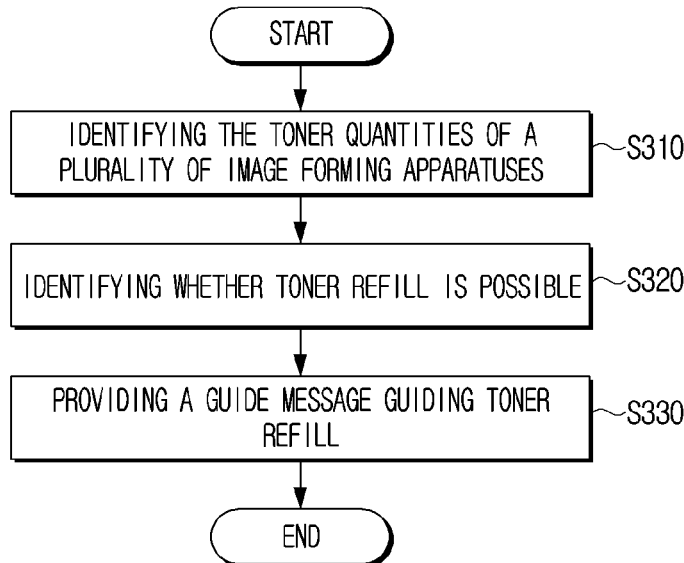 START
IDENTIFYING THE TONER QUANTITIES OF A
PLURALITY OF IMAGE FORMING APPARATUSES
S310
IDENTIFYING WHETHER TONER REFILL IS POSSIBLE
S320
PROVIDING A GUIDE MESSAGE GUIDING TONER
REFILL
S330
END